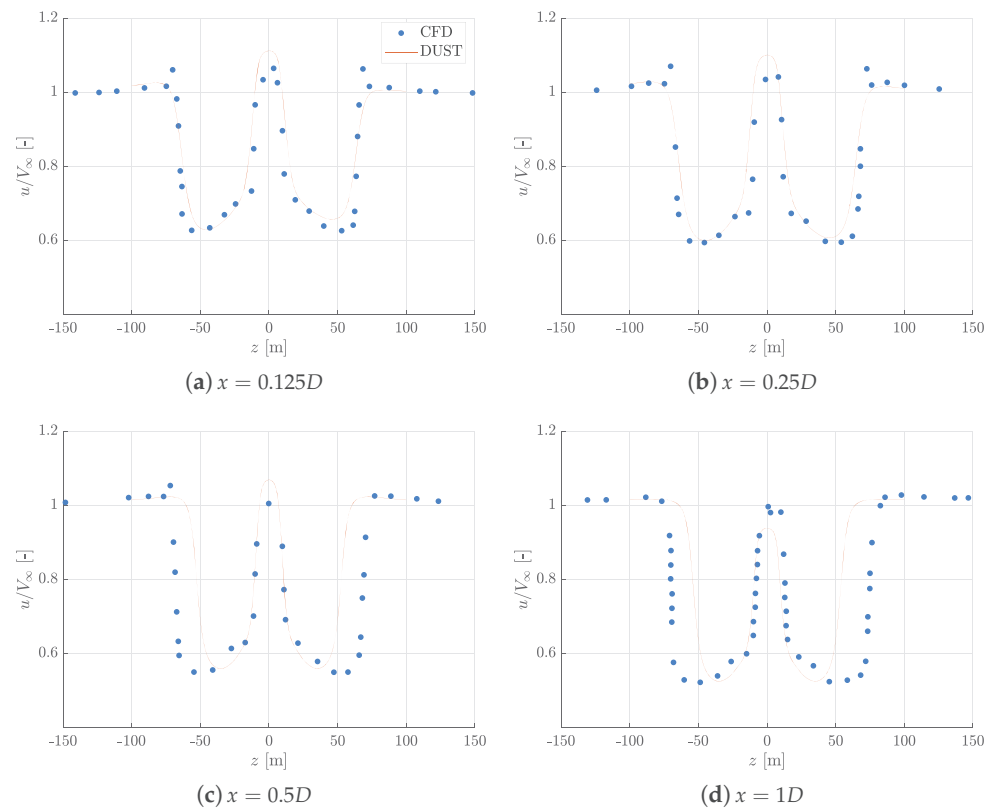 1.2
1
0.8
0.6
u/V∞ [-]
-150 -100 -50 0 50 100 150
z [m]
CFD
DUST
(a) x = 0.125D
1.2
1
0.8
0.6
u/V∞ [-]
-150 -100 -50 0 50 100 150
z [m]
(b) x = 0.25D
1.2
1
0.8
0.6
u/V∞ [-]
-150 -100 -50 0 50 100 150
z [m]
(c) x = 0.5D
1.2
1
0.8
0.6
u/V∞ [-]
-150 -100 -50 0 50 100 150
z [m]
(d) x = 1D